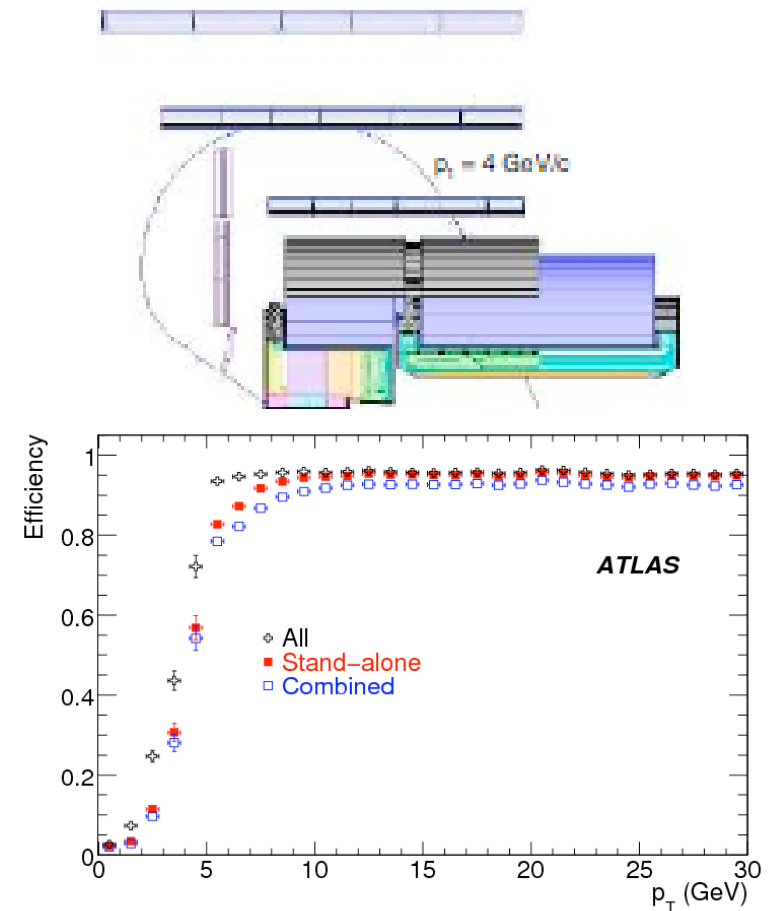 pₜ = 4 GeV/c
Efficiency
1
0.8
0.6
0.4
0.2
0
ATLAS
All
Stand-alone
Combined
0 5 10 15 20 25 30
p_T (GeV)